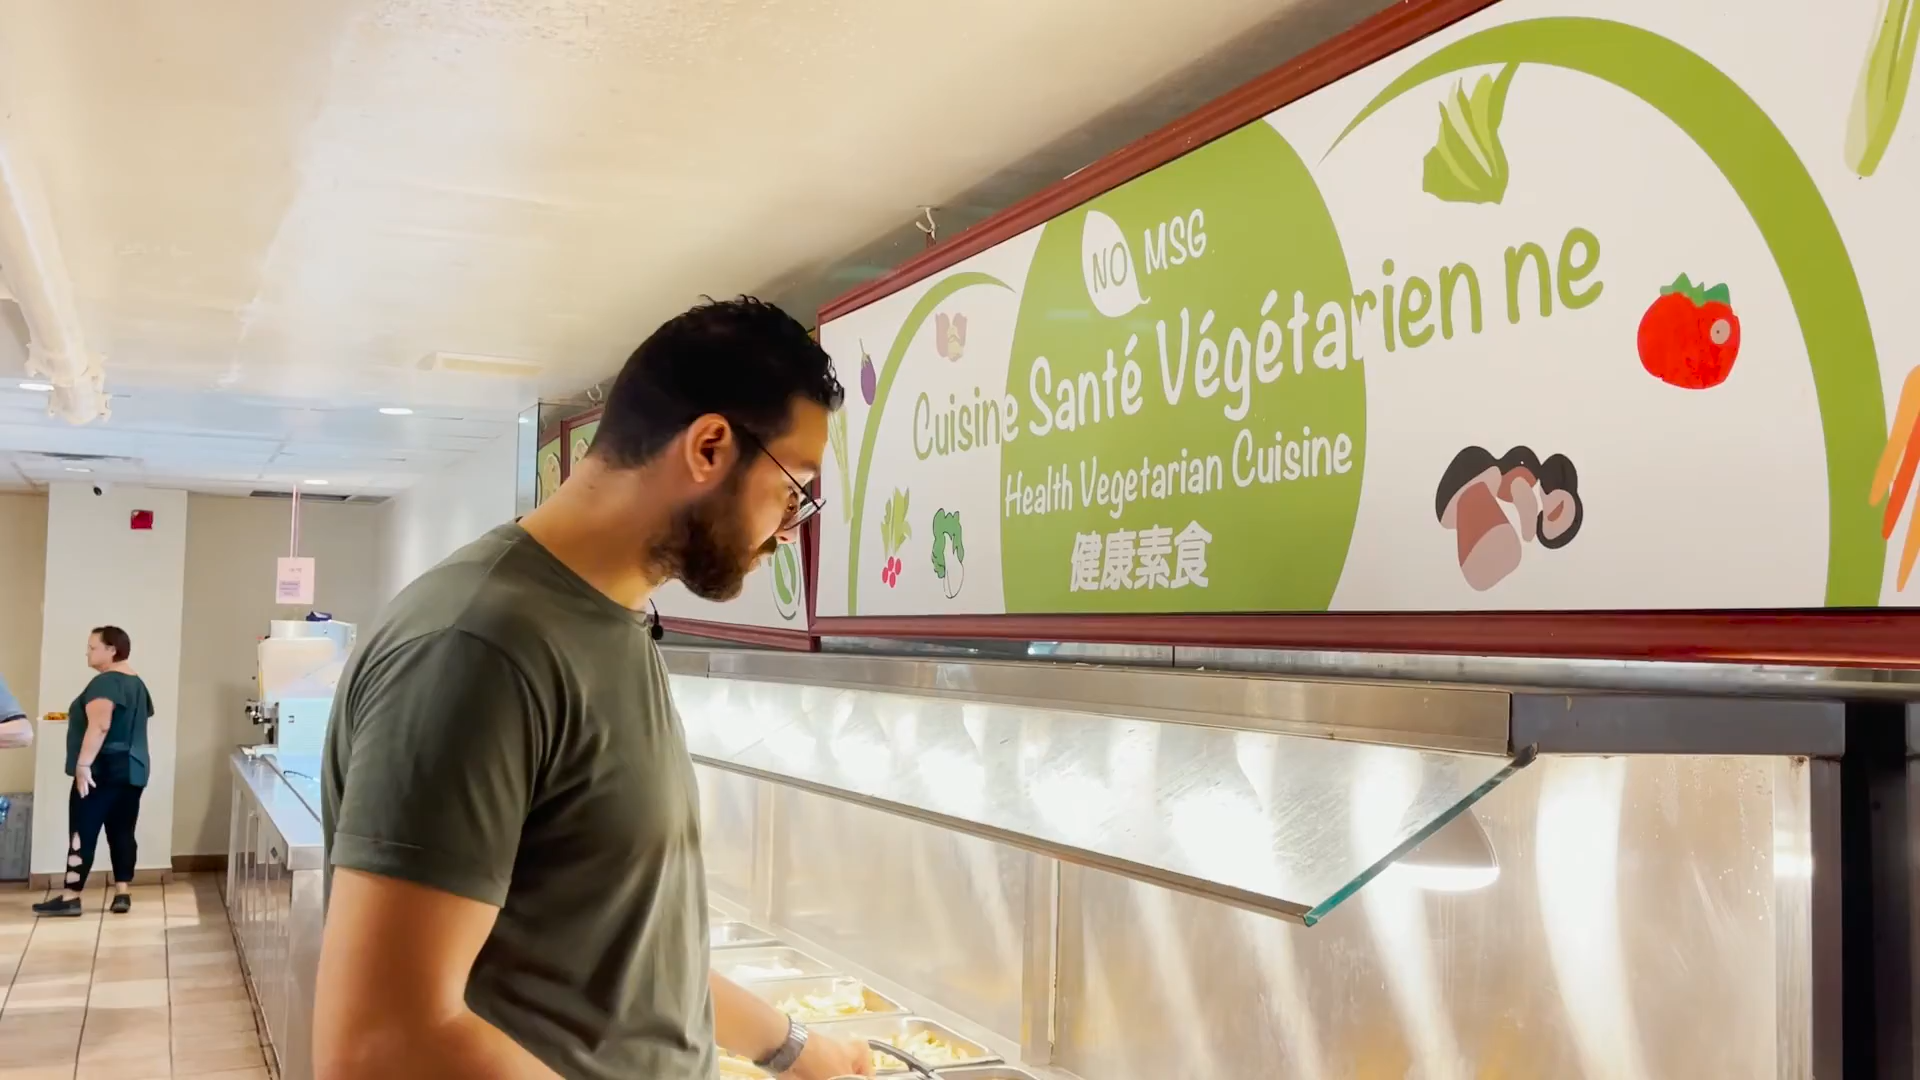 NO MSG
Cuisine Santé Végétarien ne
Health Vegetarian Cuisine
健康素食